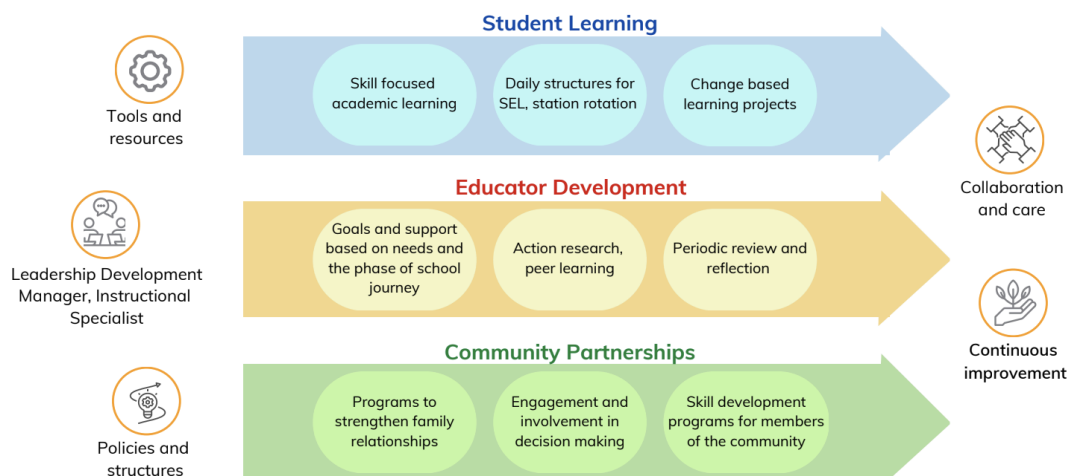 Student Learning
Skill focused
academic learning
Daily structures for
SEL, station rotation
Change based
learning projects
Tools and
resources
Collaboration
and care
Educator Development
Goals and support
based on needs and
the phase of school
journey
Action research,
peer learning
Periodic review and
reflection
Leadership Development
Manager, Instructional
Specialist
Continuous
improvement
Community Partnerships
Programs to
strengthen family
relationships
Engagement and
involvement in
decision making
Skill development
programs for members
of the community
Policies and
structures